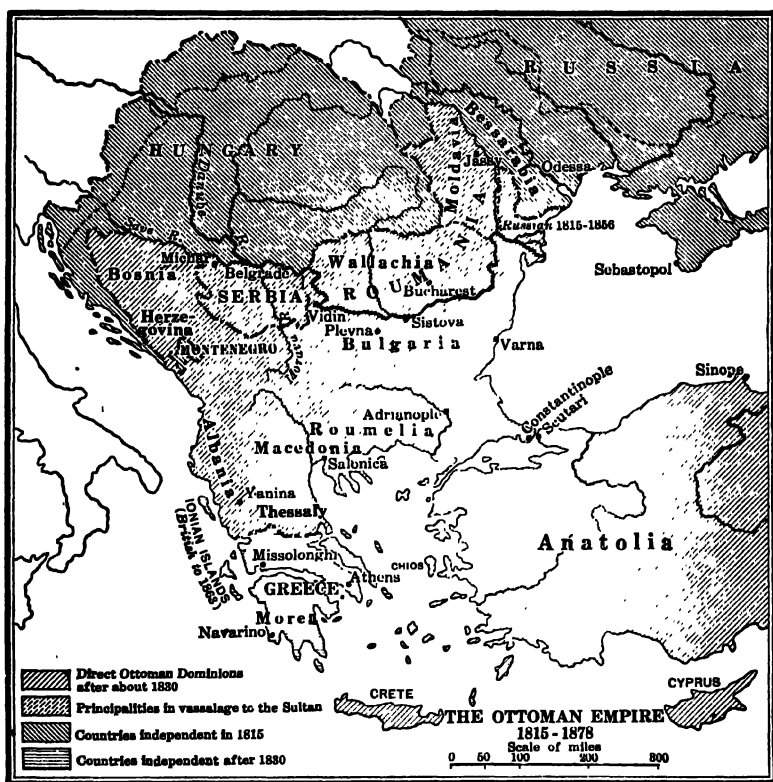 RUSSIA
HUNGARY
Danube
Moldavia
Bessarabia
Jassy
Odessa
Russian 1815-1856
Save R.
R.
Michar
Bosnia
Belgrade
Wallachia
SERBIA
ROUMANIA
Bucharest
Sebastopol
Herze-
govina
Vidin
Plevna
Sistova
MONTENEGRO
Bulgaria
Varna
Sinope
Constantinople
Scutari
Adrianople
Roumelia
Albania
Macedonia
Salonica
Yanina
Thessaly
IONIAN ISLANDS
(British to 1863)
Anatolia
Missolonghi
CHIOS
Athens
GREECE
Morea
Navarino
CRETE
CYPRUS
Direct Ottoman Dominions
after about 1830
Principalities in vassalage to the Sultan
Countries independent in 1815
Countries independent after 1830
THE OTTOMAN EMPIRE
1815-1878
Scale of miles
0 50 100 200 300